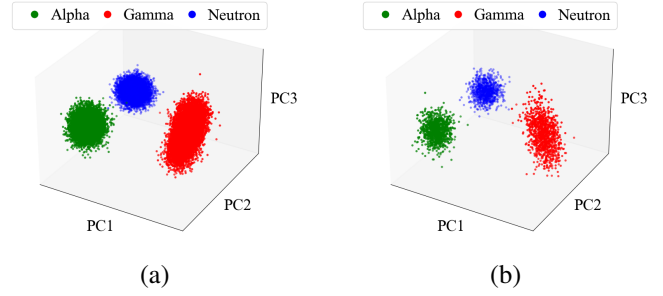 Alpha Gamma Neutron
PC3
PC2
PC1
(a)
Alpha Gamma Neutron
PC3
PC2
PC1
(b)